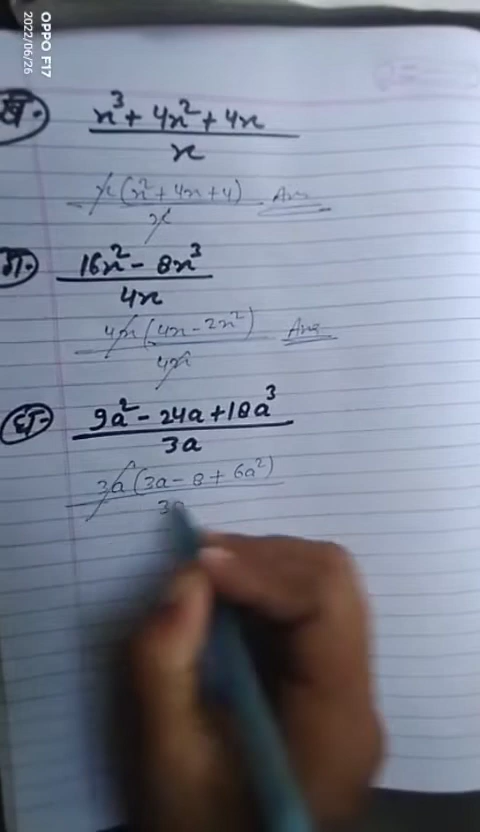 OPPO F17
2022/06/26
ख. x³ + 4x² + 4x
x
x(x² + 4x + 4) Ans
x
ग. 16x² - 8x³
4x
4x(4x - 2x²) Ans
4x
घ. 9a² - 24a + 18a³
3a
3a(3a - 8 + 6a²)
3a